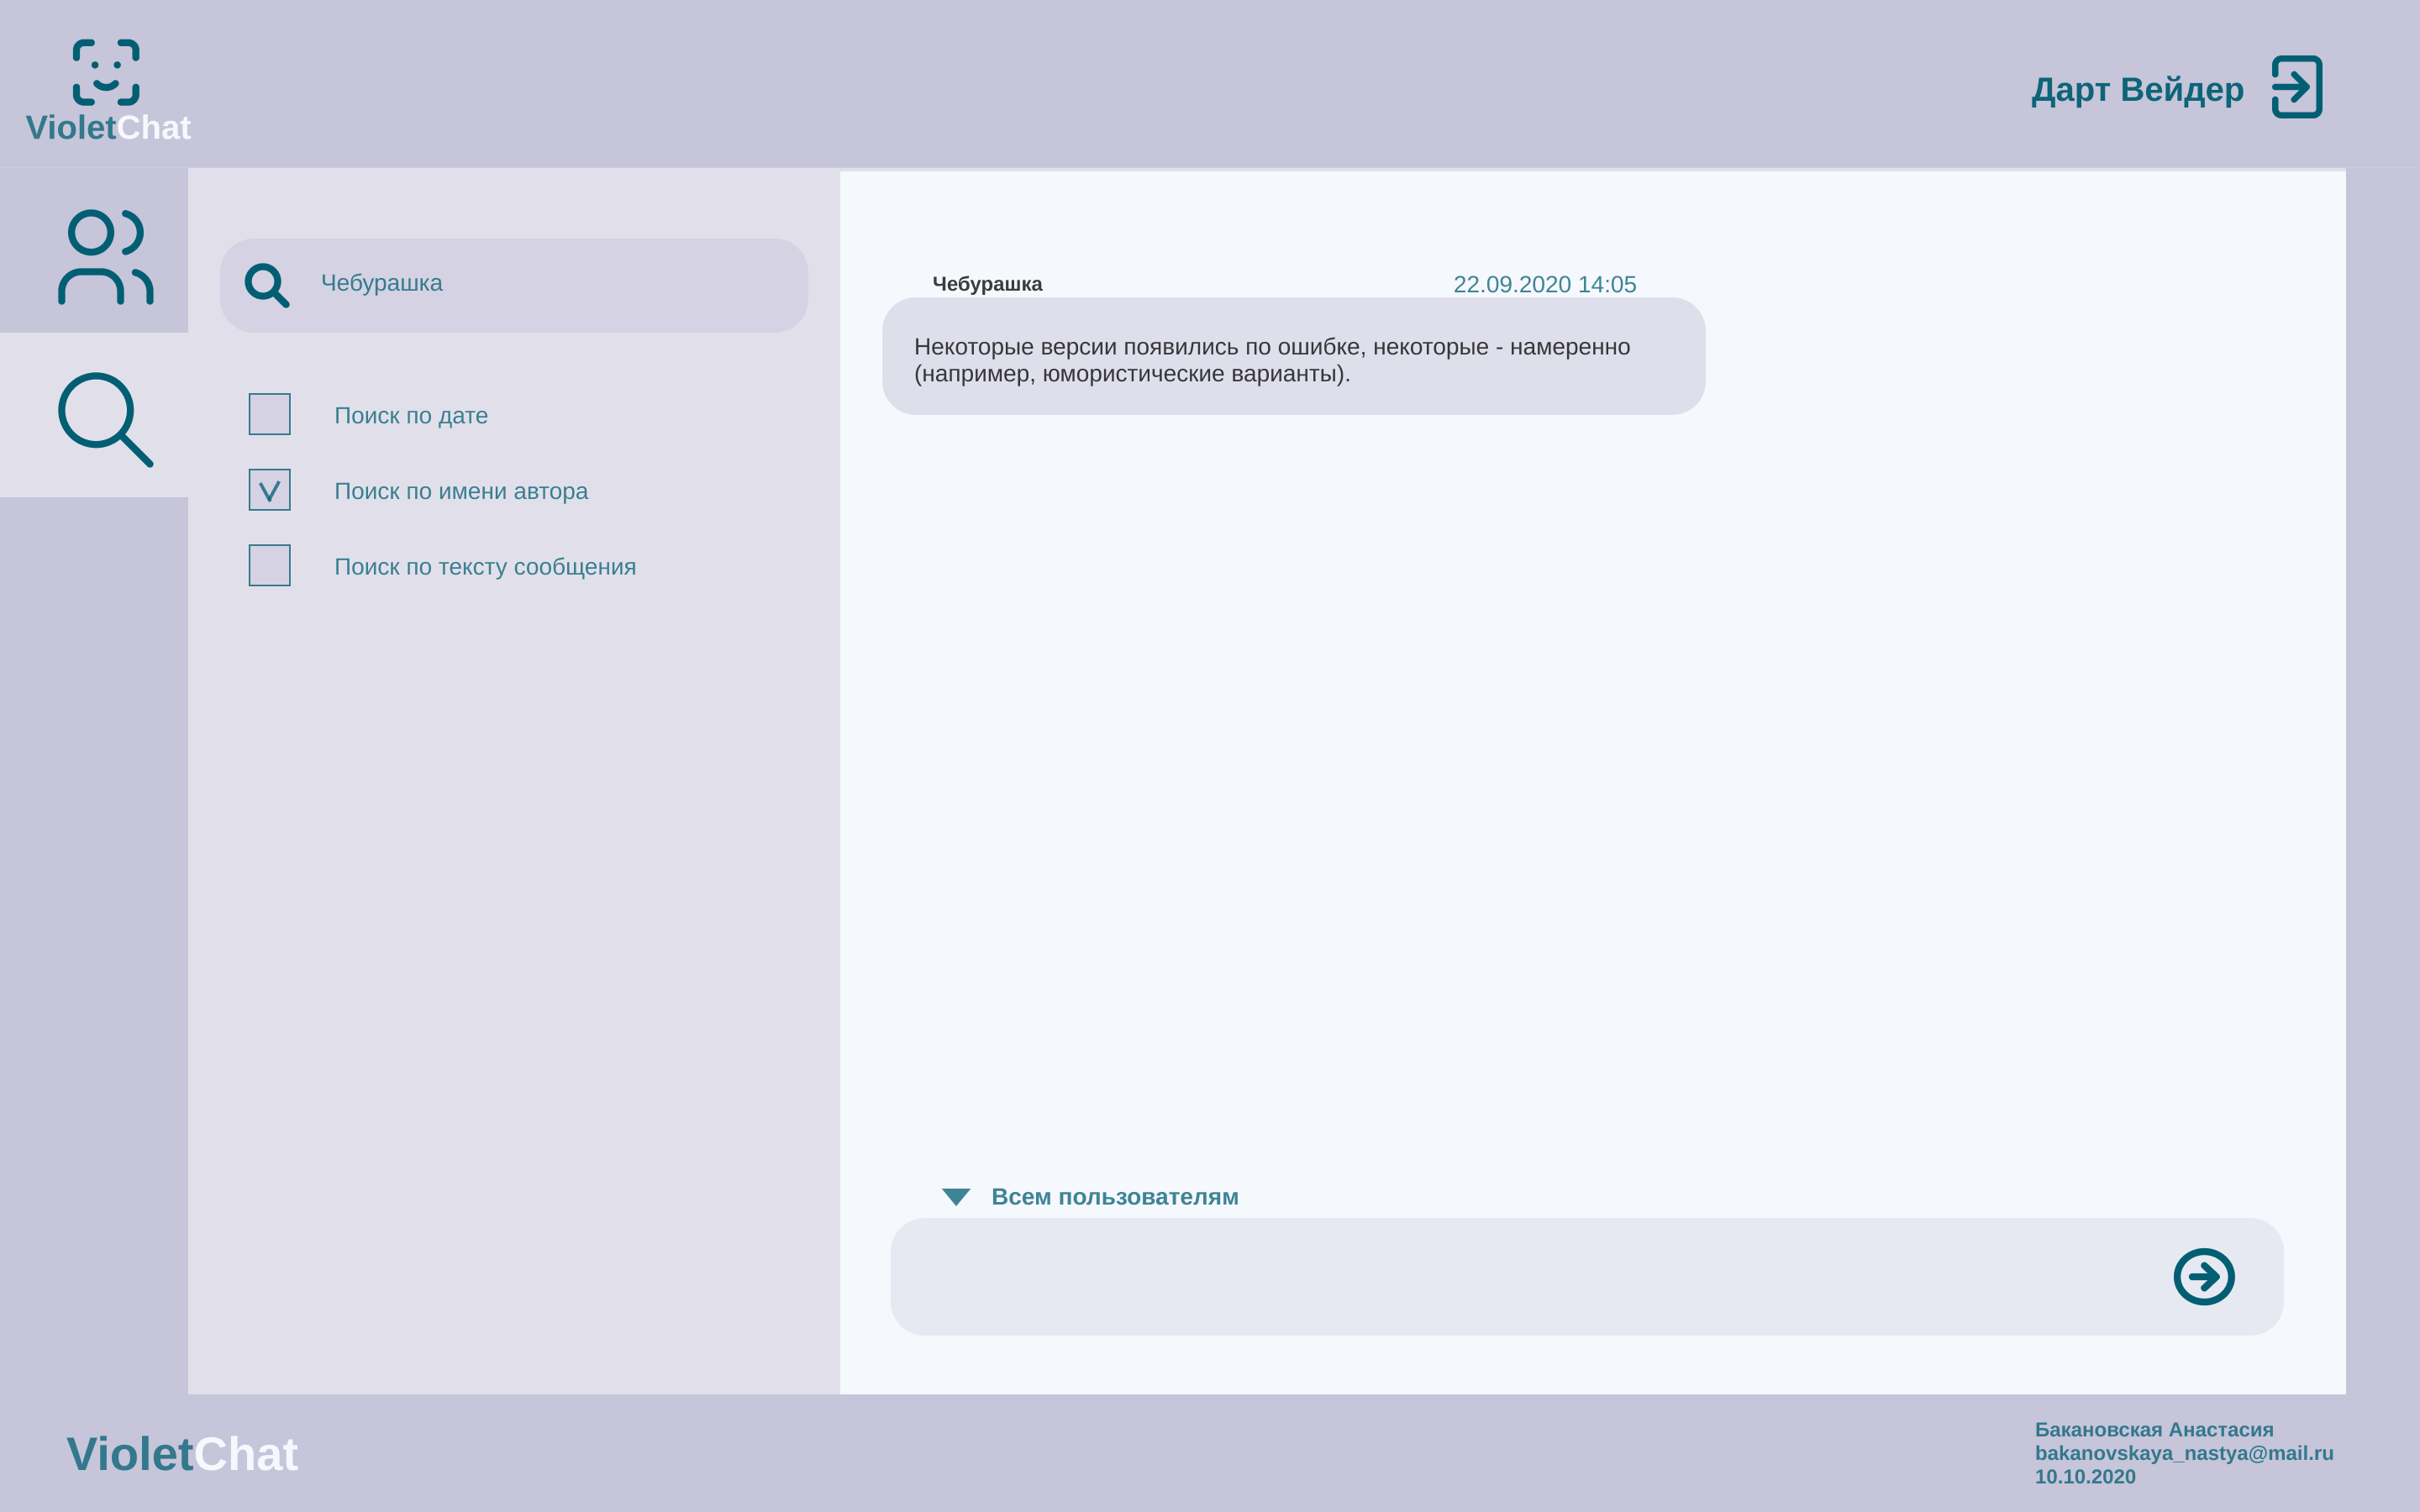 VioletChat
Дарт Вейдер
Чебурашка
Поиск по дате
Поиск по имени автора
Поиск по тексту сообщения
Чебурашка
22.09.2020 14:05
Некоторые версии появились по ошибке, некоторые - намеренно
(например, юмористические варианты).
Всем пользователям
VioletChat
Бакановская Анастасия
bakanovskaya_nastya@mail.ru
10.10.2020